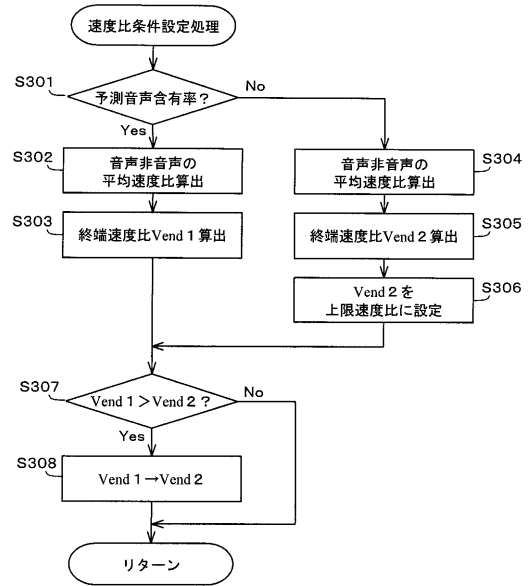 速度比条件設定処理
S301
予測音声含有率？
No
Yes
S302
音声非音声の
平均速度比算出
S304
音声非音声の
平均速度比算出
S303
終端速度比Vend１算出
S305
終端速度比Vend２算出
S306
Vend２を
上限速度比に設定
S307
Vend１＞Vend２？
No
Yes
S308
Vend１→Vend２
リターン